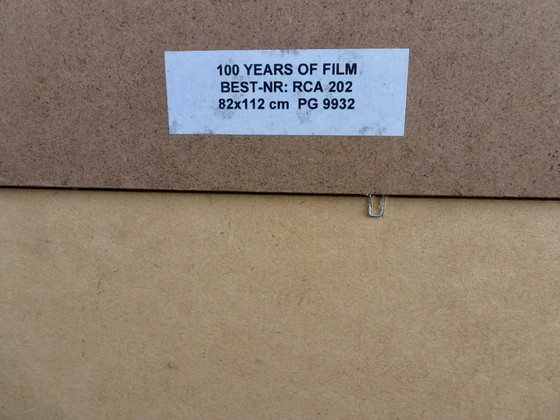 100 YEARS OF FILM
BEST-NR: RCA 202
82x112 cm PG 9932